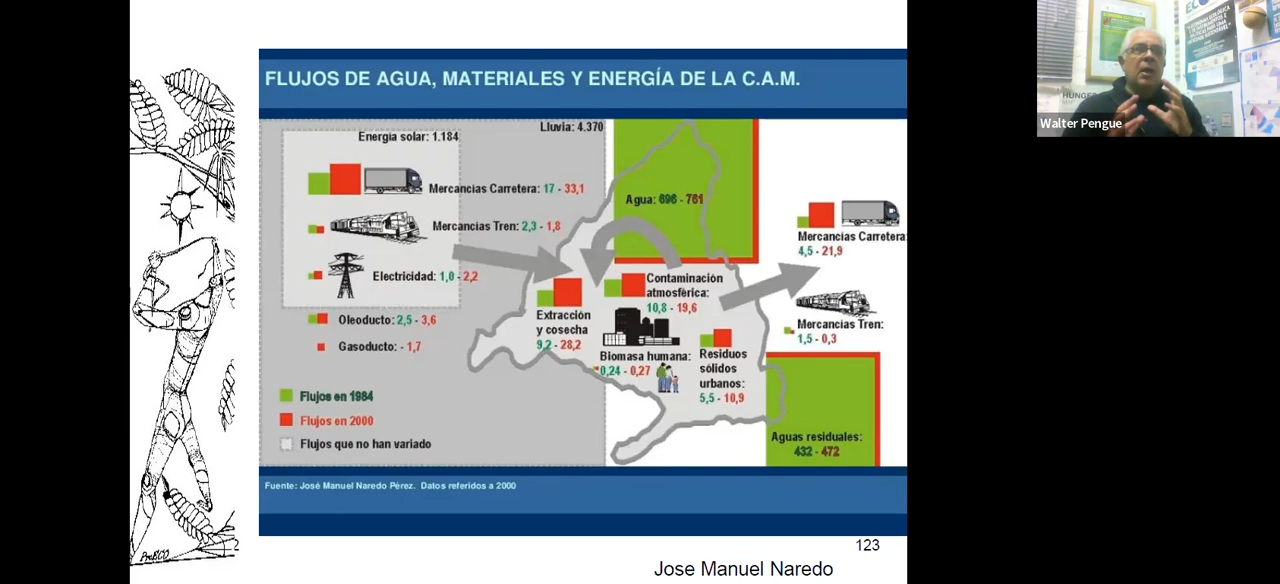 FLUJOS DE AGUA, MATERIALES Y ENERGÍA DE LA C.A.M.
Lluvia: 4.370
Energía solar: 1.184
Mercancías Carretera: 17 - 33,1
Mercancías Tren: 2,3 - 1,8
Electricidad: 1,0 - 2,2
Oleoducto: 2,5 - 3,6
Gasoducto: - 1,7
Flujos en 1984
Flujos en 2000
Flujos que no han variado
Agua: 696 - 761
Extracción
y cosecha
9,2 - 28,2
Contaminación
atmosférica:
10,8 - 19,6
Biomasa humana:
0,24 - 0,27
Residuos
sólidos
urbanos:
5,5 - 10,9
Mercancías Carretera:
4,5 - 21,9
Mercancías Tren:
1,5 - 0,3
Aguas residuales:
432 - 472
Fuente: José Manuel Naredo Pérez. Datos referidos a 2000
ProECO
2
123
Jose Manuel Naredo
ECO
HUNGER
Walter Pengue